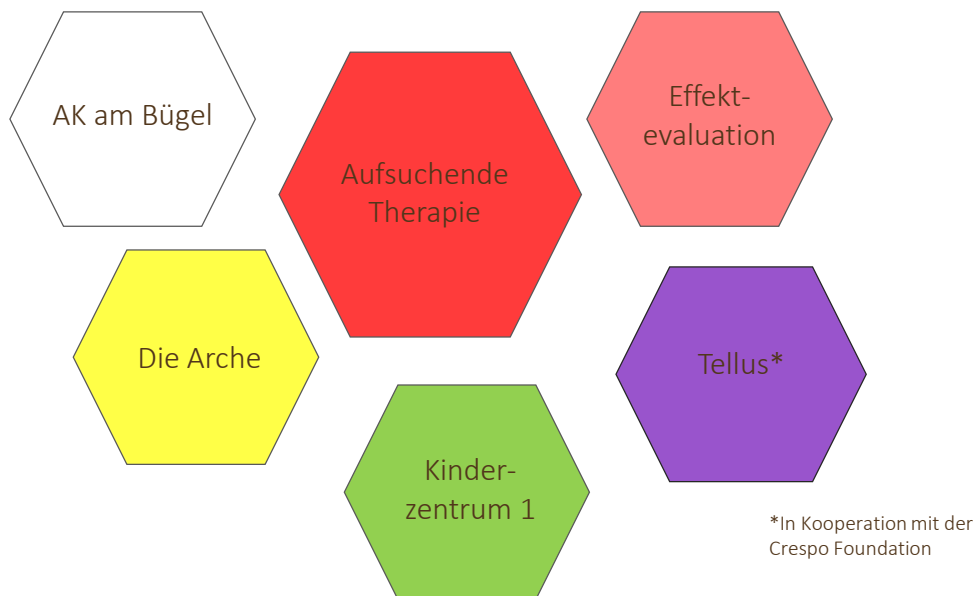 AK am Bügel
Aufsuchende
Therapie
Effekt-
evaluation
Die Arche
Tellus*
Kinder-
zentrum 1
*In Kooperation mit der
Crespo Foundation